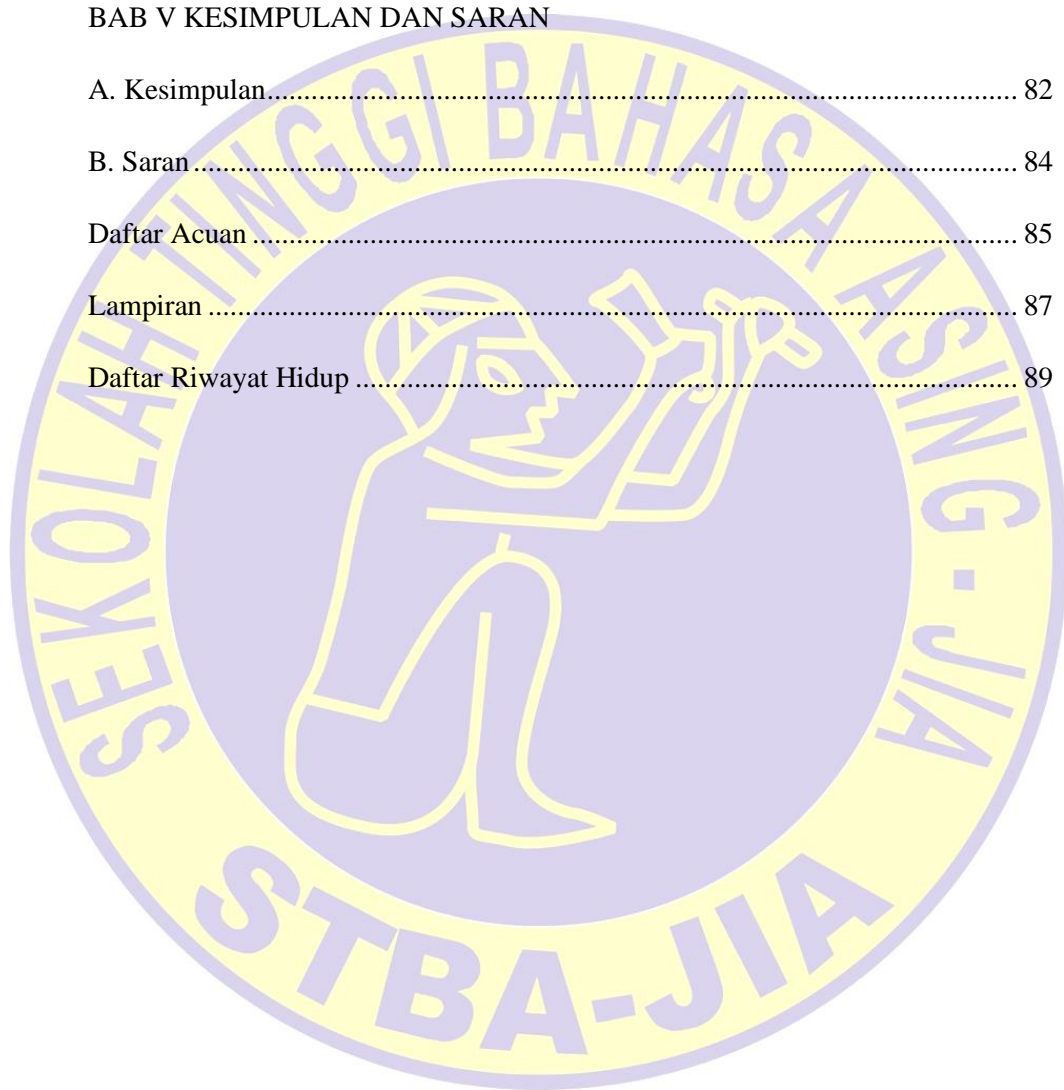 BAB V KESIMPULAN DAN SARAN
A. Kesimpulan.......................................................................................................... 82
B. Saran .................................................................................................................... 84
Daftar Acuan ............................................................................................................ 85
Lampiran .................................................................................................................. 87
Daftar Riwayat Hidup .............................................................................................. 89
SEKOLAH TINGGI BAHASA ASING - JIA
STBA-JIA